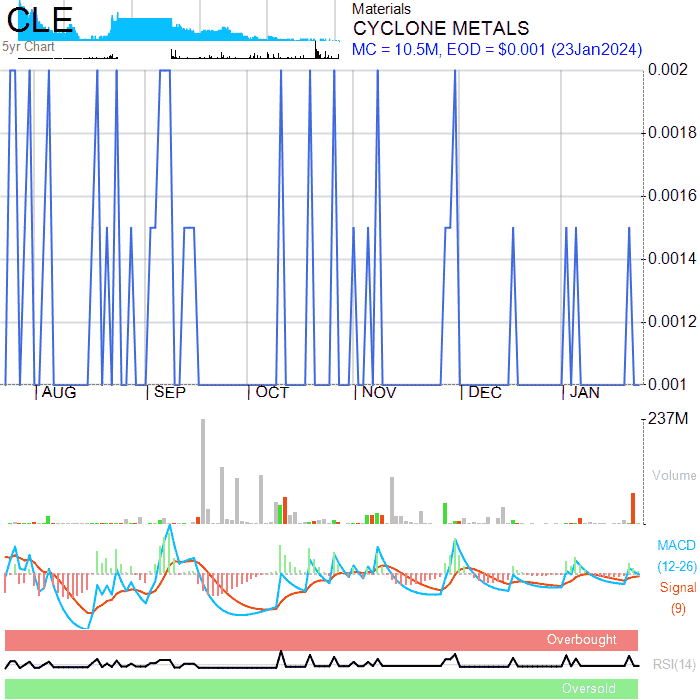 CLE
5yr Chart
Materials
CYCLONE METALS
MC = 10.5M, EOD = $0.001 (23Jan2024)
0.002
0.0018
0.0016
0.0014
0.0012
0.001
AUG SEP OCT NOV DEC JAN
237M
Volume
MACD
(12-26)
Signal
(9)
Overbought
RSI(14)
Oversold